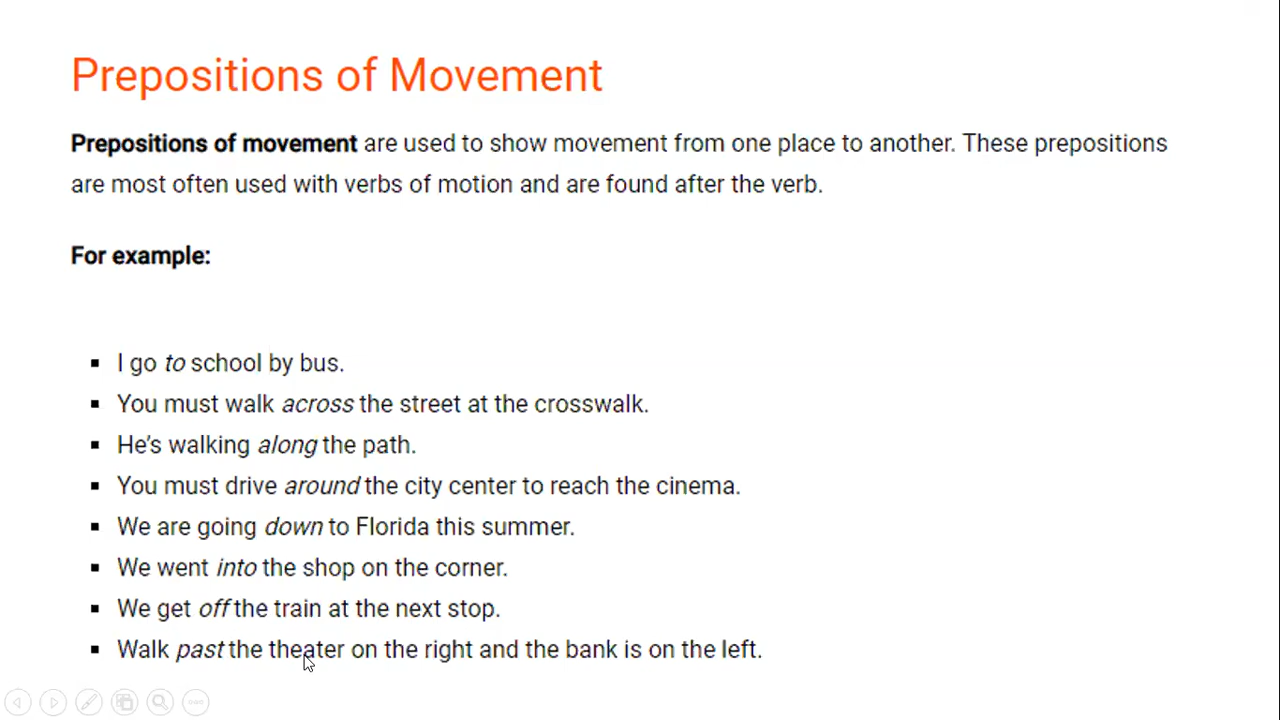 Prepositions of Movement
Prepositions of movement are used to show movement from one place to another. These prepositions
are most often used with verbs of motion and are found after the verb.
For example:
▪ I go to school by bus.
▪ You must walk across the street at the crosswalk.
▪ He’s walking along the path.
▪ You must drive around the city center to reach the cinema.
▪ We are going down to Florida this summer.
▪ We went into the shop on the corner.
▪ We get off the train at the next stop.
▪ Walk past the theater on the right and the bank is on the left.